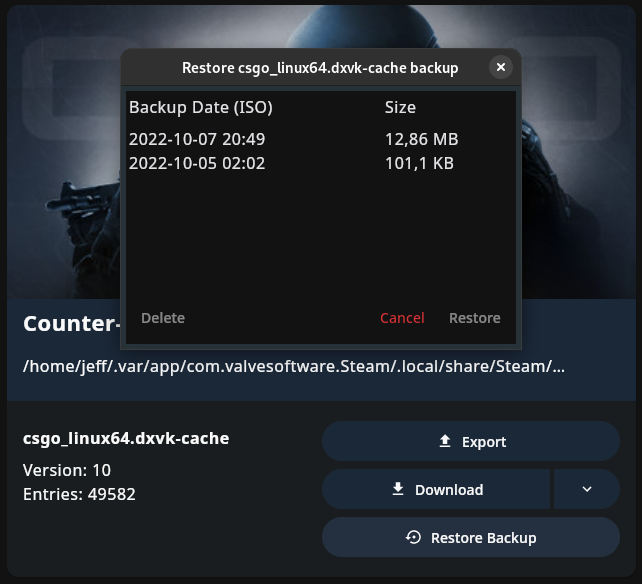 Restore csgo_linux64.dxvk-cache backup
Backup Date (ISO) Size
2022-10-07 20:49 12,86 MB
2022-10-05 02:02 101,1 KB
Delete Cancel Restore
Counter-
/home/jeff/.var/app/com.valvesoftware.Steam/.local/share/Steam/...
csgo_linux64.dxvk-cache
Version: 10
Entries: 49582
Export
Download
Restore Backup